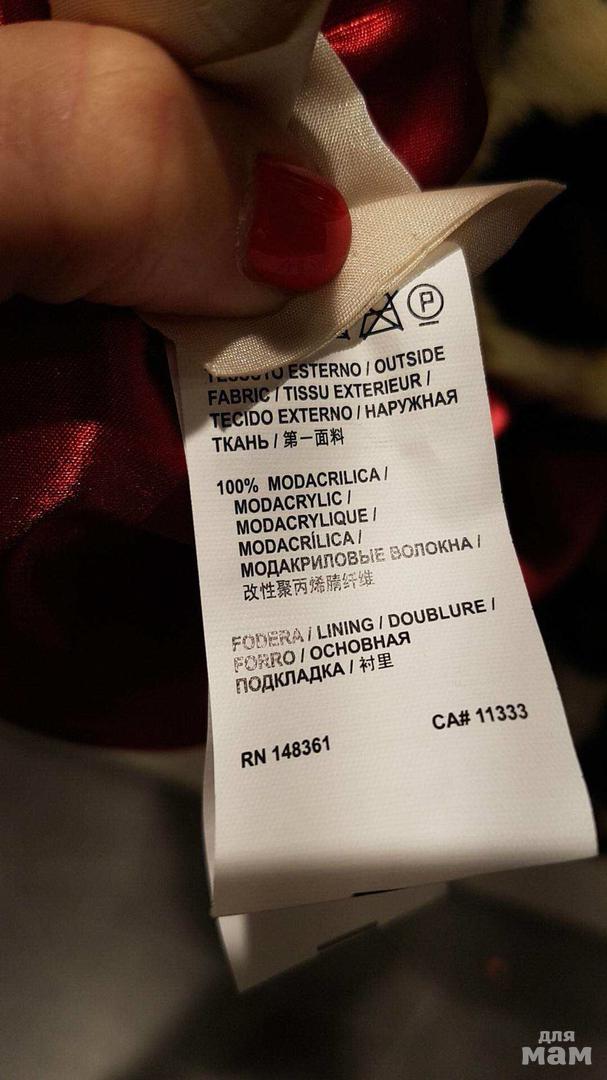 P
TESSUTO ESTERNO / OUTSIDE
FABRIC / TISSU EXTERIEUR /
TECIDO EXTERNO / НАРУЖНАЯ
ТКАНЬ / 第一面料
100% MODACRILICA /
MODACRYLIC /
MODACRYLIQUE /
MODACRÍLICA /
МОДАКРИЛОВЫЕ ВОЛОКНА /
改性聚丙烯腈纤维
FODERA / LINING / DOUBLURE /
FORRO / ОСНОВНАЯ
ПОДКЛАДКА / 衬里
RN 148361
CA# 11333
для
мам